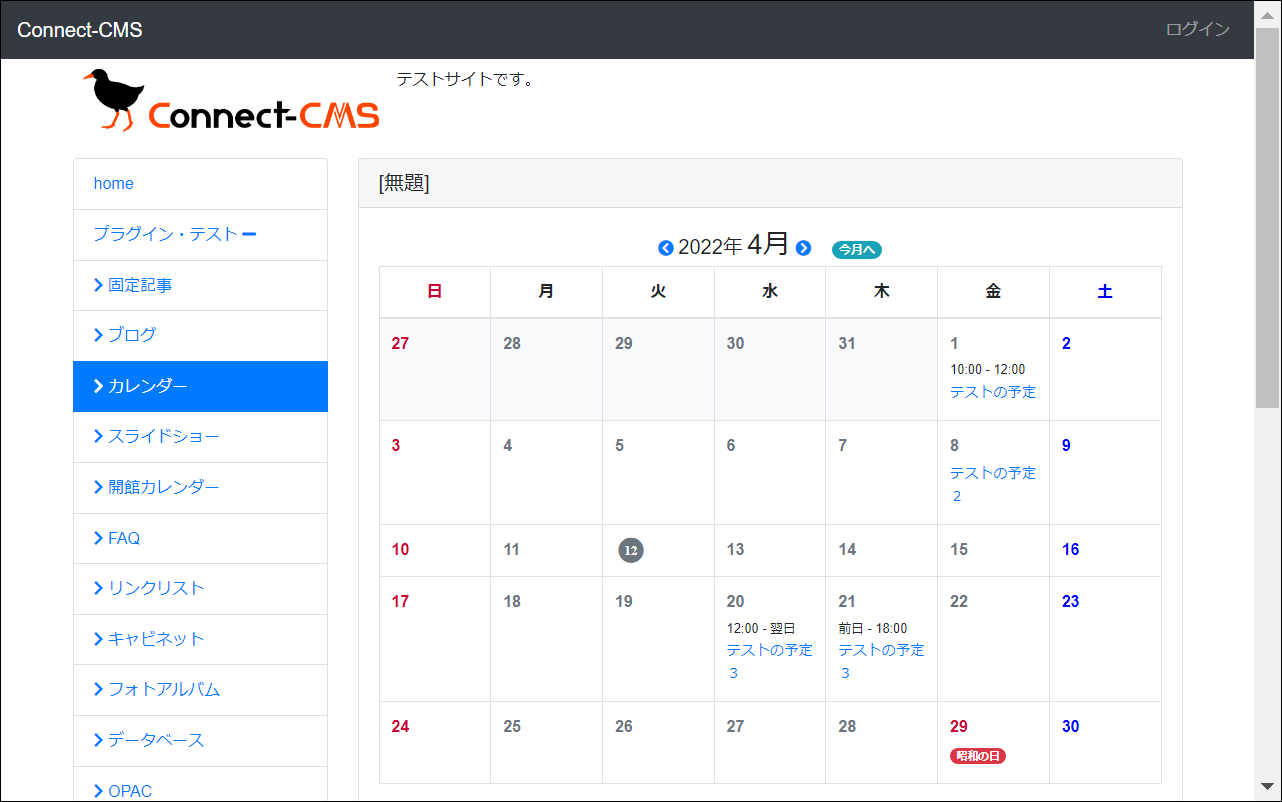 Connect-CMS
ログイン
Connect-CMS
テストサイトです。
home
プラグイン・テスト
固定記事
ブログ
カレンダー
スライドショー
開館カレンダー
FAQ
リンクリスト
キャビネット
フォトアルバム
データベース
OPAC
[無題]
2022年 4月 今月へ
日 月 火 水 木 金 土
27 28 29 30 31 1 2
10:00 - 12:00
テストの予定
3 4 5 6 7 8 9
テストの予定
2
10 11 12 13 14 15 16
17 18 19 20 21 22 23
12:00 - 翌日 前日 - 18:00
テストの予定 テストの予定
3 3
24 25 26 27 28 29 30
昭和の日